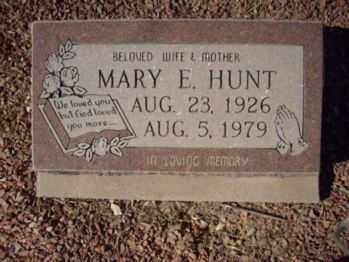 BELOVED WIFE & MOTHER
MARY E. HUNT
AUG. 23, 1926
AUG. 5, 1979
We loved you
but God loved
you more—
IN LOVING MEMORY